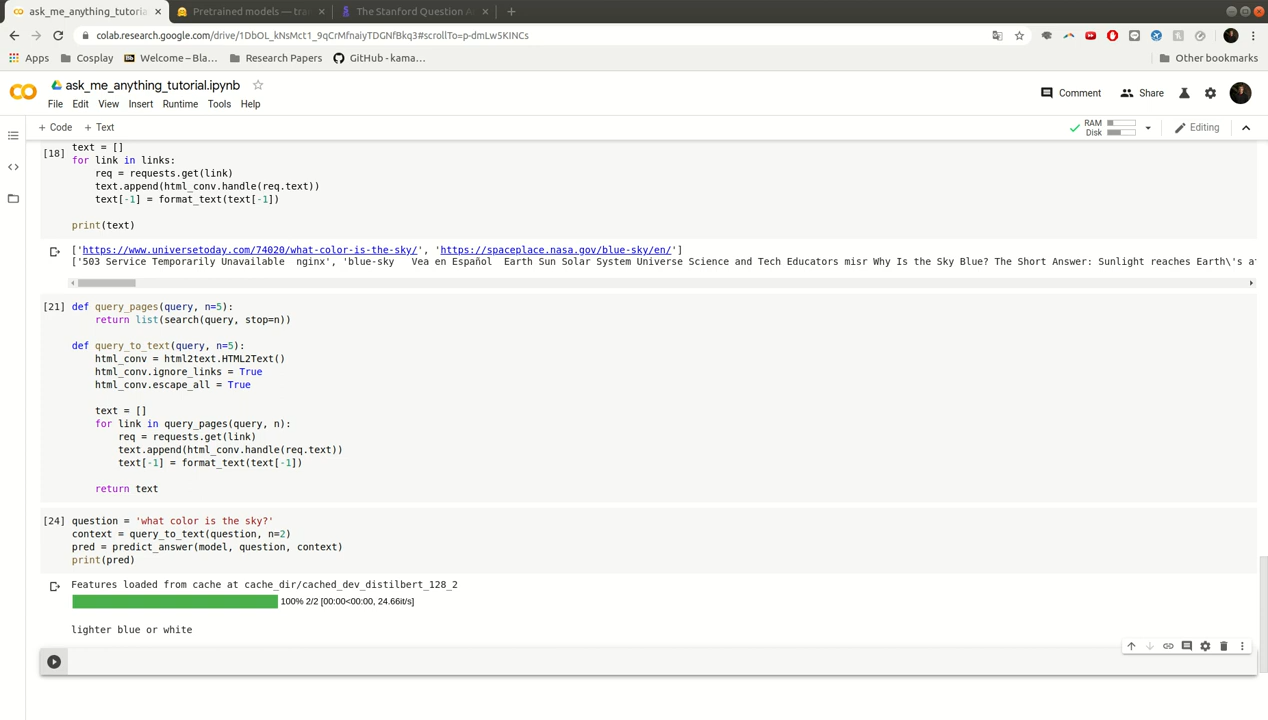 ask_me_anything_tutoria
Pretrained models — tra
The Stanford Question A
colab.research.google.com/drive/1DbOL_kNsMct1_9qCrMfnaiyTDGNfBkq3#scrollTo=p-dmLw5KINCs
Apps
Cosplay
Welcome – Bla...
Research Papers
GitHub - kama...
Other bookmarks
ask_me_anything_tutorial.ipynb
Comment
Share
File Edit View Insert Runtime Tools Help
+ Code + Text
RAM
Disk
Editing
text = []
[18]
for link in links:
req = requests.get(link)
text.append(html_conv.handle(req.text))
text[-1] = format_text(text[-1])
print(text)
['https://www.universetoday.com/74020/what-color-is-the-sky/', 'https://spaceplace.nasa.gov/blue-sky/en/']
['503 Service Temporarily Unavailable nginx', 'blue-sky Vea en Español Earth Sun Solar System Universe Science and Tech Educators misr Why Is the Sky Blue? The Short Answer: Sunlight reaches Earth\'s a
[21] def query_pages(query, n=5):
return list(search(query, stop=n))
def query_to_text(query, n=5):
html_conv = html2text.HTML2Text()
html_conv.ignore_links = True
html_conv.escape_all = True
text = []
for link in query_pages(query, n):
req = requests.get(link)
text.append(html_conv.handle(req.text))
text[-1] = format_text(text[-1])
return text
[24] question = 'what color is the sky?'
context = query_to_text(question, n=2)
pred = predict_answer(model, question, context)
print(pred)
Features loaded from cache at cache_dir/cached_dev_distilbert_128_2
100% 2/2 [00:00<00:00, 24.66it/s]
lighter blue or white